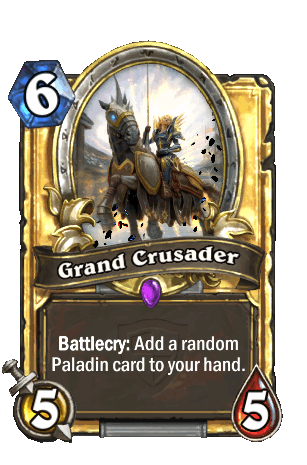 6
Grand Crusader
Battlecry: Add a random
Paladin card to your hand.
5
5